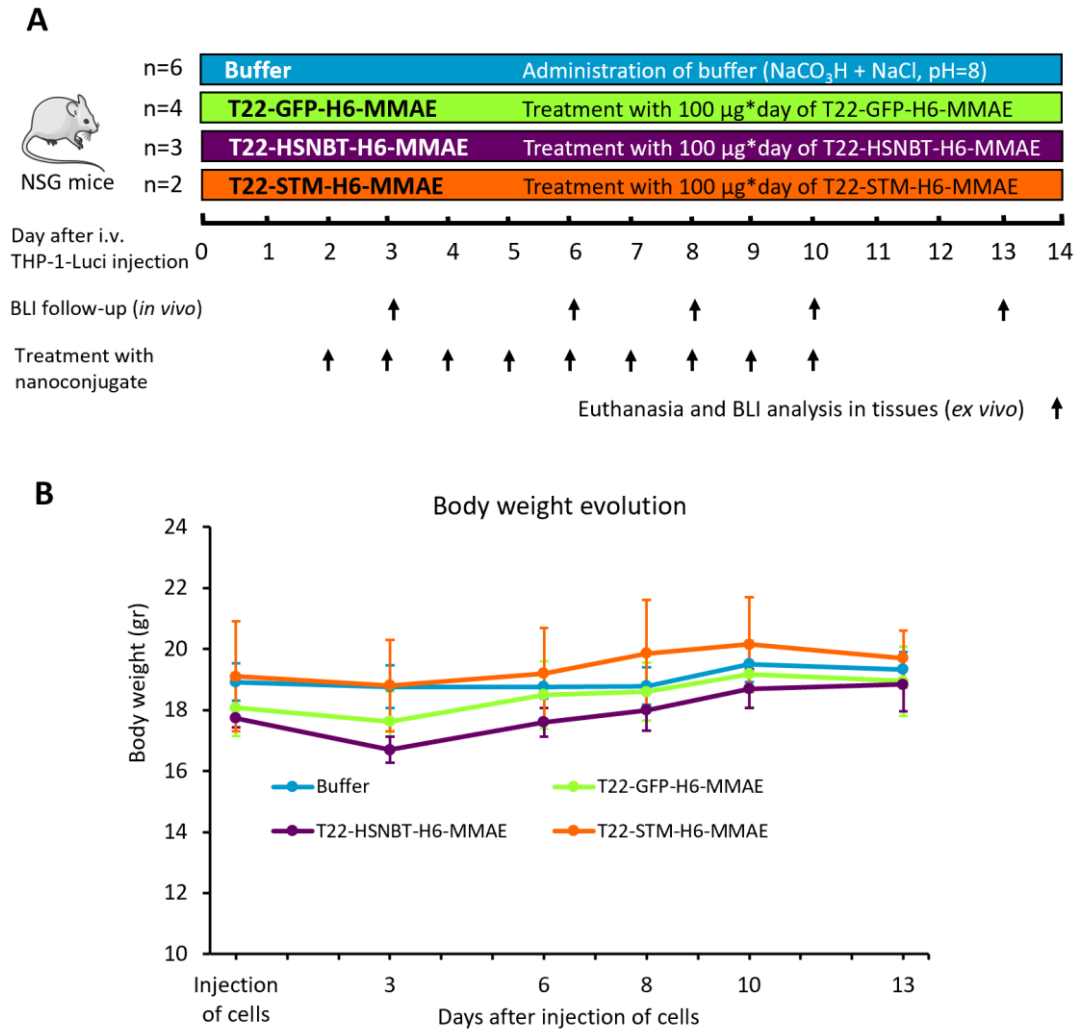 A
n=6 Buffer Administration of buffer (NaCO₃H + NaCl, pH=8)
n=4 T22-GFP-H6-MMAE Treatment with 100 µg*day of T22-GFP-H6-MMAE
n=3 T22-HSNBT-H6-MMAE Treatment with 100 µg*day of T22-HSNBT-H6-MMAE
n=2 T22-STM-H6-MMAE Treatment with 100 µg*day of T22-STM-H6-MMAE
NSG mice
Day after i.v.
THP-1-Luci injection
0 1 2 3 4 5 6 7 8 9 10 11 12 13 14
BLI follow-up (in vivo)
Treatment with
nanoconjugate
Euthanasia and BLI analysis in tissues (ex vivo)
B
Body weight evolution
Body weight (gr)
24
22
20
18
16
14
12
10
Buffer T22-GFP-H6-MMAE
T22-HSNBT-H6-MMAE T22-STM-H6-MMAE
Injection
of cells
3 6 8 10 13
Days after injection of cells